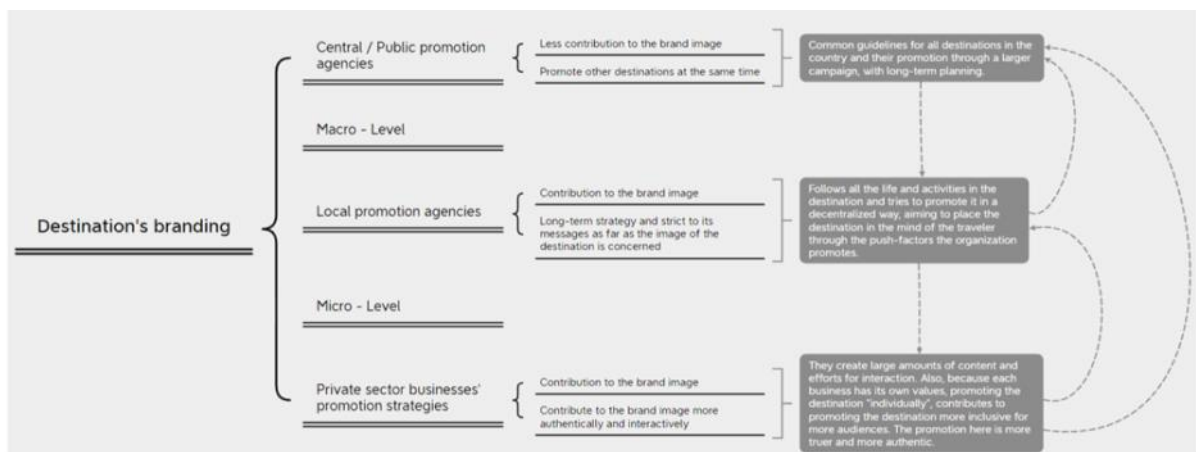 Destination's branding
Central / Public promotion
agencies
Less contribution to the brand image
Promote other destinations at the same time
Common guidelines for all destinations in the
country and their promotion through a larger
campaign, with long-term planning.
Macro - Level
Local promotion agencies
Contribution to the brand image
Long-term strategy and strict to its
messages as far as the image of the
destination is concerned
Follows all the life and activities in the
destination and tries to promote it in a
decentralized way, aiming to place the
destination in the mind of the traveler
through the push-factors the organization
promotes.
Micro - Level
Private sector businesses'
promotion strategies
Contribution to the brand image
Contribute to the brand image more
authentically and interactively
They create large amounts of content and
efforts for interaction. Also, because each
business has its own values, promoting the
destination "individually", contributes to
promoting the destination more inclusive for
more audiences. The promotion here is more
truer and more authentic.